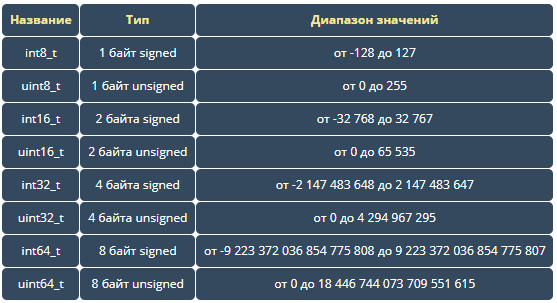 Название Тип Диапазон значений
int8_t 1 байт signed от -128 до 127
uint8_t 1 байт unsigned от 0 до 255
int16_t 2 байта signed от -32 768 до 32 767
uint16_t 2 байта unsigned от 0 до 65 535
int32_t 4 байта signed от -2 147 483 648 до 2 147 483 647
uint32_t 4 байта unsigned от 0 до 4 294 967 295
int64_t 8 байт signed от -9 223 372 036 854 775 808 до 9 223 372 036 854 775 807
uint64_t 8 байт unsigned от 0 до 18 446 744 073 709 551 615